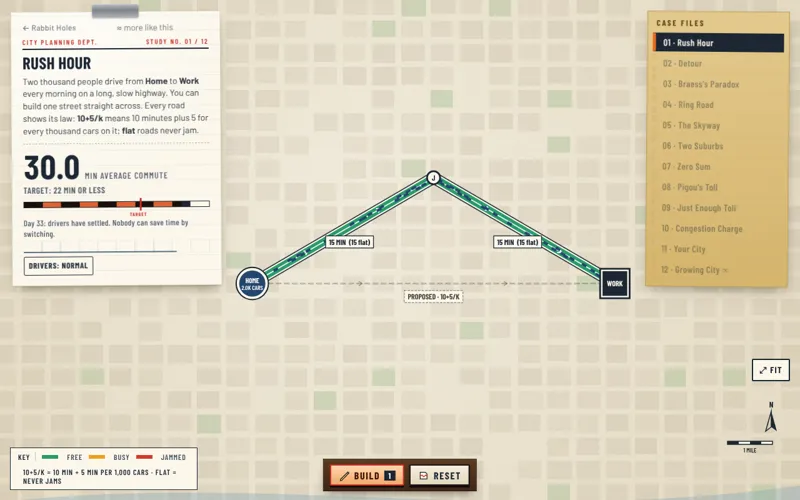 ← Rabbit Holes
∞ more like this
CITY PLANNING DEPT.
STUDY NO. 01 / 12
RUSH HOUR
Two thousand people drive from Home to Work
every morning on a long, slow highway. You can
build one street straight across. Every road
shows its law: 10+5/k means 10 minutes plus 5 for
every thousand cars on it; flat roads never jam.
30.0 MIN AVERAGE COMMUTE
TARGET: 22 MIN OR LESS
TARGET
Day 33: drivers have settled. Nobody can save time by
switching.
DRIVERS: NORMAL
CASE FILES
01 · Rush Hour
02 · Detour
03 · Braess's Paradox
04 · Ring Road
05 · The Skyway
06 · Two Suburbs
07 · Zero Sum
08 · Pigou's Toll
09 · Just Enough Toll
10 · Congestion Charge
11 · Your City
12 · Growing City ∞
J
15 MIN (15 flat)
15 MIN (15 flat)
HOME
2.0K CARS
WORK
PROPOSED · 10+5/K
FIT
N
1 MILE
KEY
FREE
BUSY
JAMMED
10+5/K = 10 MIN + 5 MIN PER 1,000 CARS · FLAT =
NEVER JAMS
BUILD 1
RESET